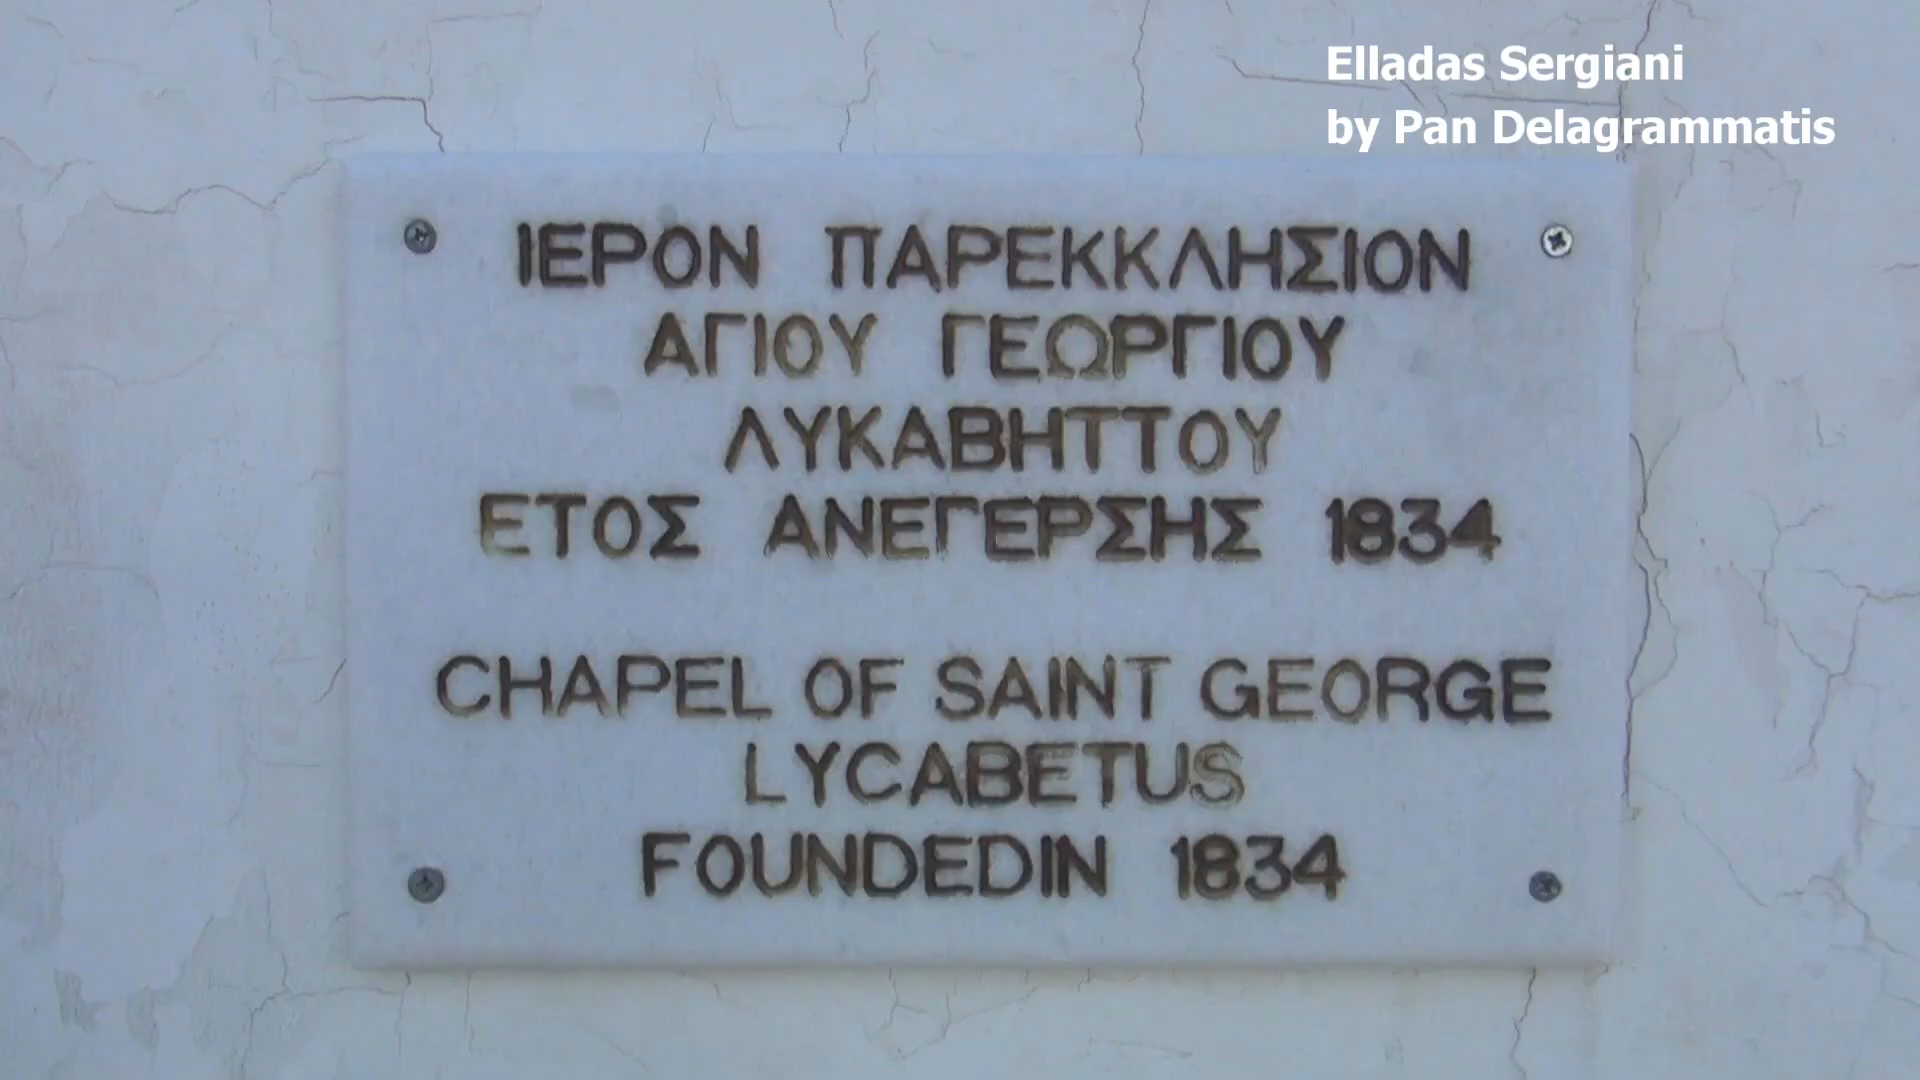 Elladas Sergiani
by Pan Delagrammatis
ΙΕΡΟΝ ΠΑΡΕΚΚΛΗΣΙΟΝ
ΑΓΙΟΥ ΓΕΩΡΓΙΟΥ
ΛΥΚΑΒΗΤΤΟΥ
ΕΤΟΣ ΑΝΕΓΕΡΣΗΣ 1834
CHAPEL OF SAINT GEORGE
LYCABETUS
FOUNDEDIN 1834